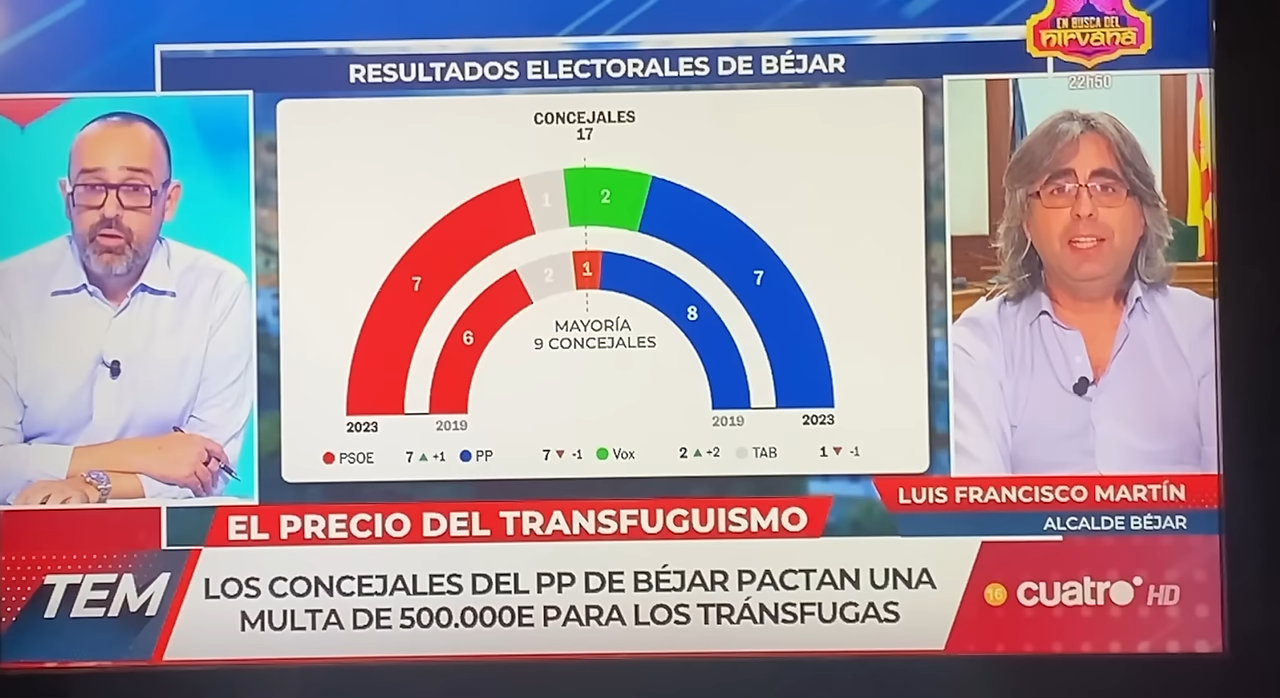 EN BUSCA DEL
nirvana
22h50
RESULTADOS ELECTORALES DE BÉJAR
CONCEJALES
17
7
1
2
7
6
2
1
8
MAYORÍA
9 CONCEJALES
2023
2019
2019
2023
PSOE 7 ▲ +1 PP 7 ▼ -1 Vox 2 ▲ +2 TAB 1 ▼ -1
LUIS FRANCISCO MARTÍN
ALCALDE BÉJAR
EL PRECIO DEL TRANSFUGUISMO
TEM
LOS CONCEJALES DEL PP DE BÉJAR PACTAN UNA
MULTA DE 500.000E PARA LOS TRÁNSFUGAS
16 cuatro HD